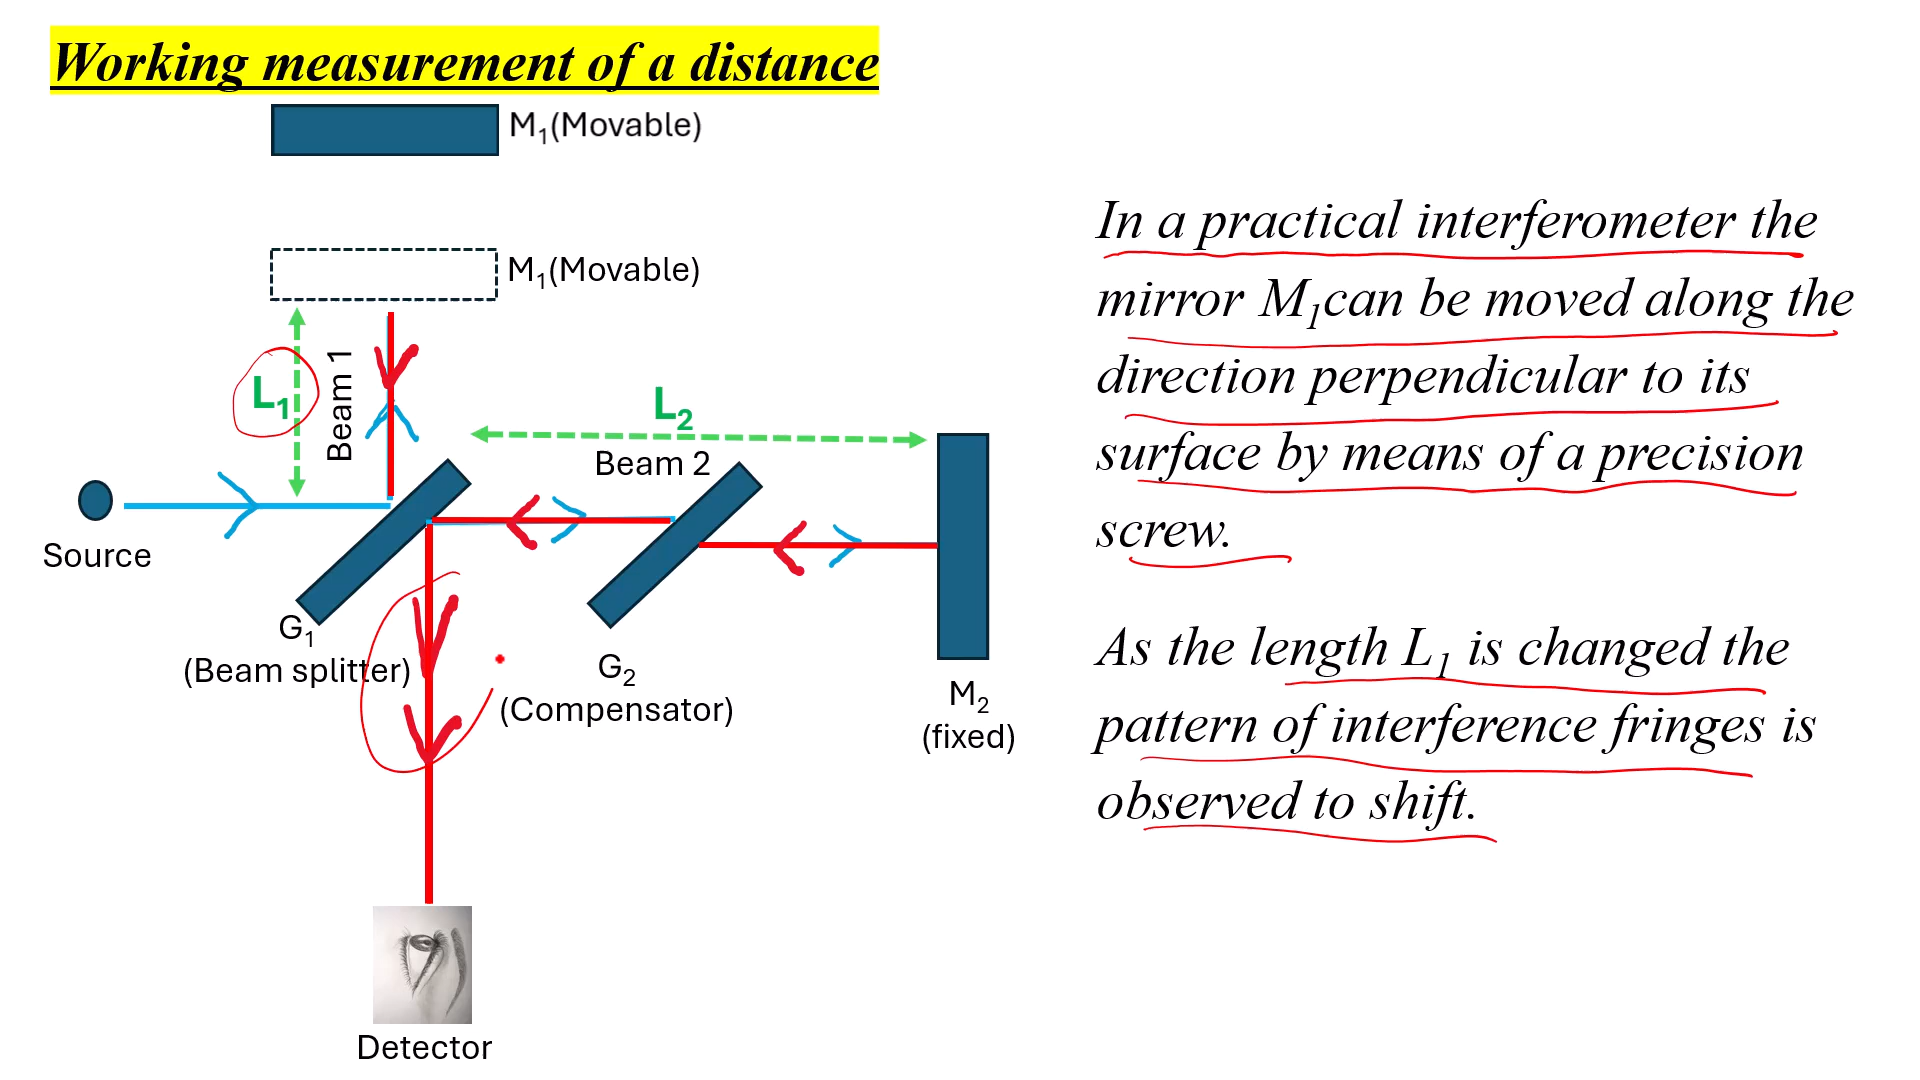 Working measurement of a distance
M₁(Movable)
M₁(Movable)
L₁
Beam 1
L₂
Beam 2
Source
G₁
(Beam splitter)
G₂
(Compensator)
M₂
(fixed)
Detector
In a practical interferometer the
mirror M₁can be moved along the
direction perpendicular to its
surface by means of a precision
screw.
As the length L₁ is changed the
pattern of interference fringes is
observed to shift.